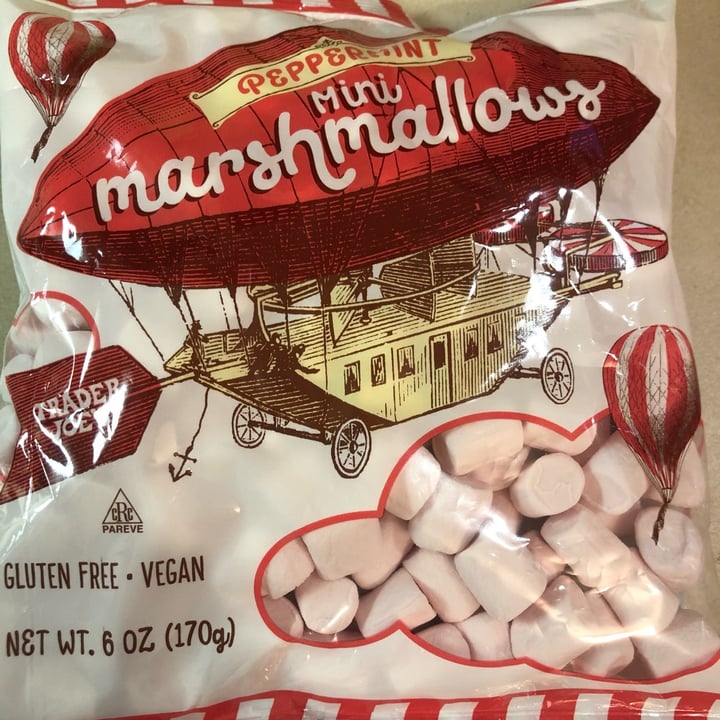 PEPPERMINT
Mini
marshmallows
TRADER
JOE'S
CRC
PAREVE
GLUTEN FREE • VEGAN
NET WT. 6 OZ (170g)